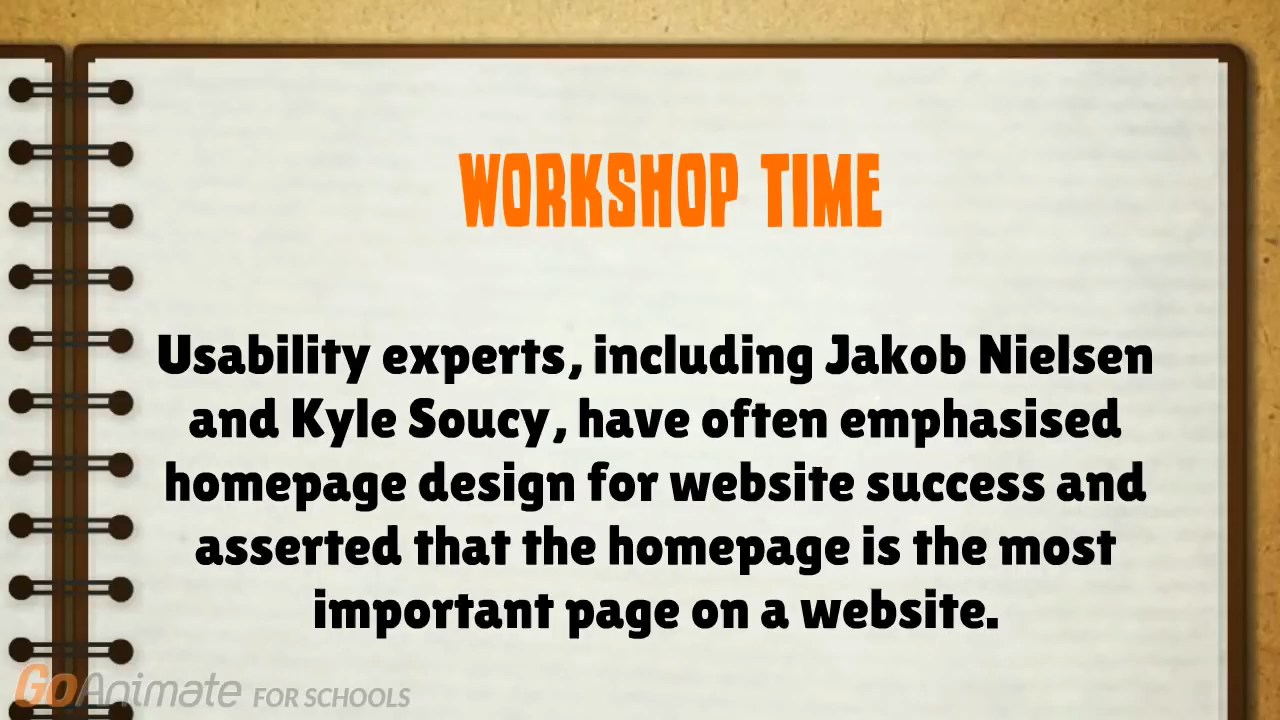 WORKSHOP TIME
Usability experts, including Jakob Nielsen
and Kyle Soucy, have often emphasised
homepage design for website success and
asserted that the homepage is the most
important page on a website.
GoAnimate FOR SCHOOLS